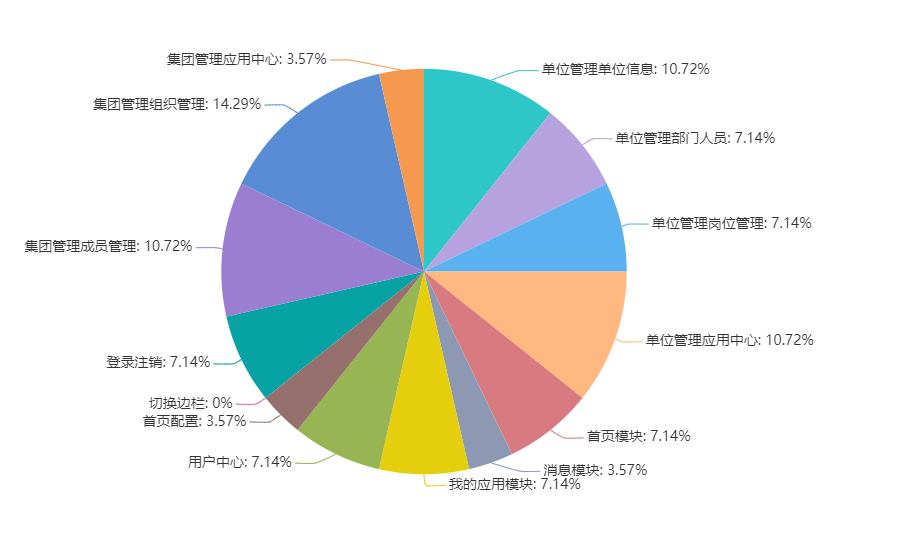 集团管理应用中心: 3.57%
单位管理单位信息: 10.72%
集团管理组织管理: 14.29%
单位管理部门人员: 7.14%
单位管理岗位管理: 7.14%
集团管理成员管理: 10.72%
单位管理应用中心: 10.72%
登录注销: 7.14%
切换边栏: 0%
首页配置: 3.57%
首页模块: 7.14%
用户中心: 7.14%
消息模块: 3.57%
我的应用模块: 7.14%